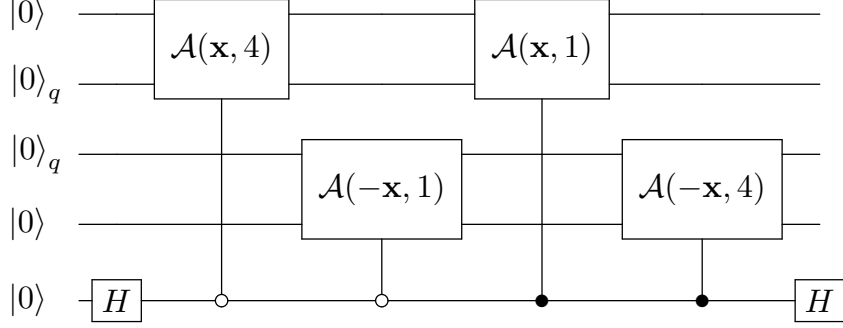 |0⟩ 𝒜(𝐱, 4) 𝒜(𝐱, 1)
|0⟩_q
|0⟩_q 𝒜(−𝐱, 1) 𝒜(−𝐱, 4)
|0⟩
|0⟩ H H